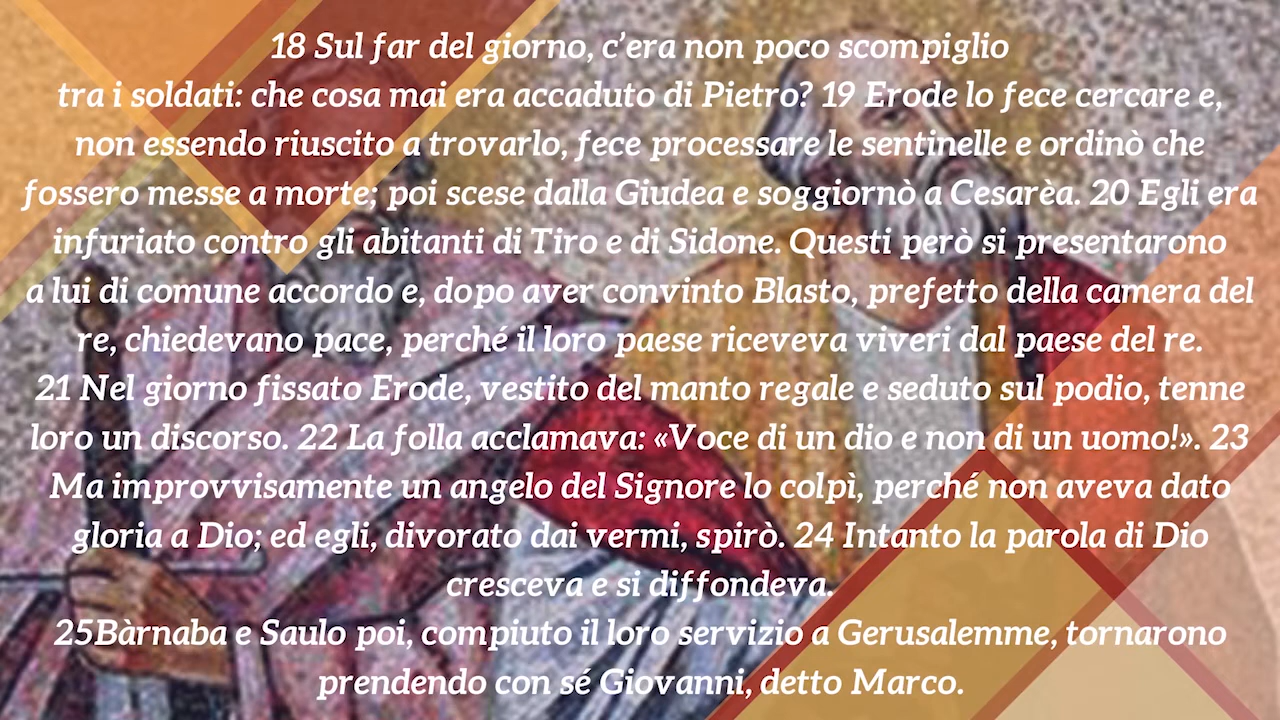 18 Sul far del giorno, c’era non poco scompiglio
tra i soldati: che cosa mai era accaduto di Pietro? 19 Erode lo fece cercare e,
non essendo riuscito a trovarlo, fece processare le sentinelle e ordinò che
fossero messe a morte; poi scese dalla Giudea e soggiornò a Cesarèa. 20 Egli era
infuriato contro gli abitanti di Tiro e di Sidone. Questi però si presentarono
a lui di comune accordo e, dopo aver convinto Blasto, prefetto della camera del
re, chiedevano pace, perché il loro paese riceveva viveri dal paese del re.
21 Nel giorno fissato Erode, vestito del manto regale e seduto sul podio, tenne
loro un discorso. 22 La folla acclamava: «Voce di un dio e non di un uomo!». 23
Ma improvvisamente un angelo del Signore lo colpì, perché non aveva dato
gloria a Dio; ed egli, divorato dai vermi, spirò. 24 Intanto la parola di Dio
cresceva e si diffondeva.
25Bàrnaba e Saulo poi, compiuto il loro servizio a Gerusalemme, tornarono
prendendo con sé Giovanni, detto Marco.